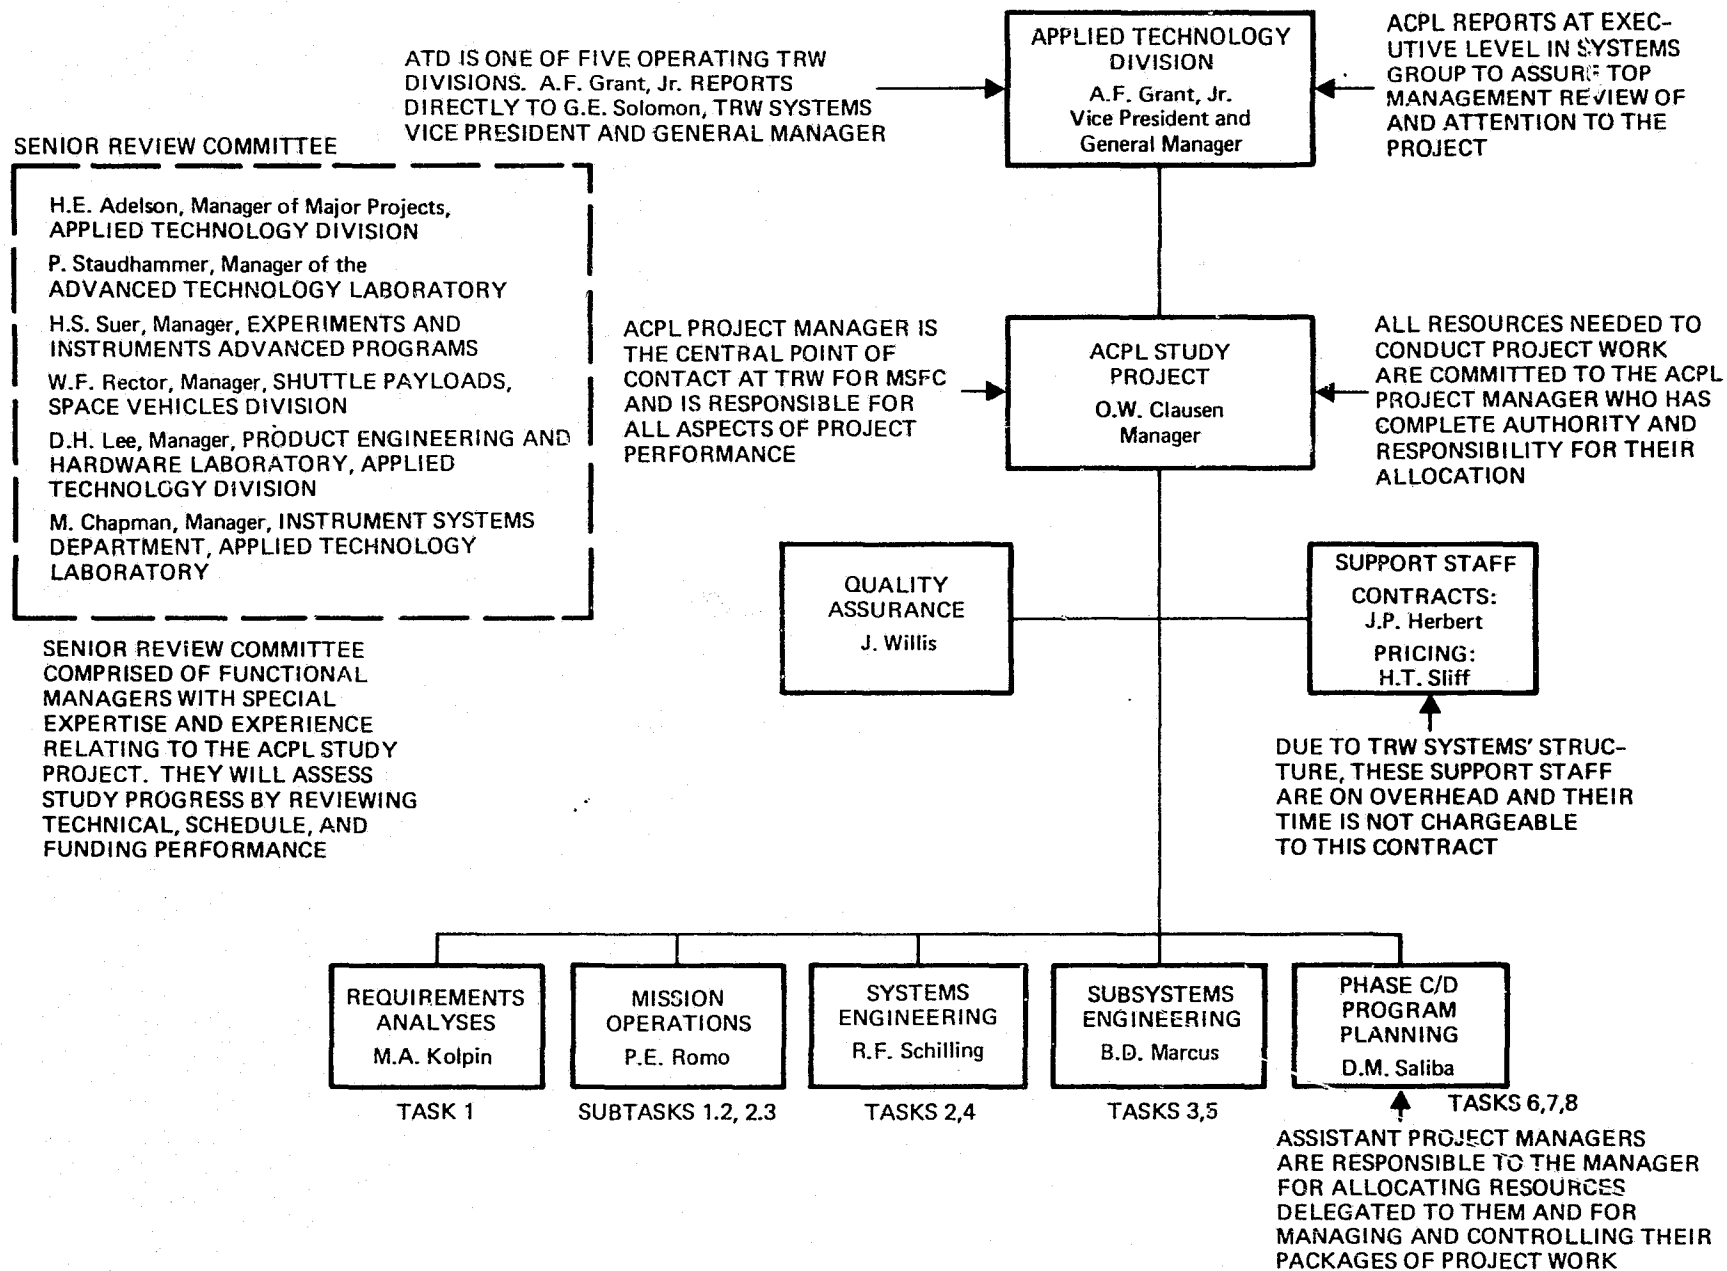 APPLIED TECHNOLOGY
DIVISION
A.F. Grant, Jr.
Vice President and
General Manager
ATD IS ONE OF FIVE OPERATING TRW
DIVISIONS. A.F. Grant, Jr. REPORTS
DIRECTLY TO G.E. Solomon, TRW SYSTEMS
VICE PRESIDENT AND GENERAL MANAGER
ACPL REPORTS AT EXEC-
UTIVE LEVEL IN SYSTEMS
GROUP TO ASSURE TOP
MANAGEMENT REVIEW OF
AND ATTENTION TO THE
PROJECT
SENIOR REVIEW COMMITTEE
H.E. Adelson, Manager of Major Projects,
APPLIED TECHNOLOGY DIVISION
P. Staudhammer, Manager of the
ADVANCED TECHNOLOGY LABORATORY
H.S. Suer, Manager, EXPERIMENTS AND
INSTRUMENTS ADVANCED PROGRAMS
W.F. Rector, Manager, SHUTTLE PAYLOADS,
SPACE VEHICLES DIVISION
D.H. Lee, Manager, PRODUCT ENGINEERING AND
HARDWARE LABORATORY, APPLIED
TECHNOLOGY DIVISION
M. Chapman, Manager, INSTRUMENT SYSTEMS
DEPARTMENT, APPLIED TECHNOLOGY
LABORATORY
SENIOR REVIEW COMMITTEE
COMPRISED OF FUNCTIONAL
MANAGERS WITH SPECIAL
EXPERTISE AND EXPERIENCE
RELATING TO THE ACPL STUDY
PROJECT. THEY WILL ASSESS
STUDY PROGRESS BY REVIEWING
TECHNICAL, SCHEDULE, AND
FUNDING PERFORMANCE
ACPL PROJECT MANAGER IS
THE CENTRAL POINT OF
CONTACT AT TRW FOR MSFC
AND IS RESPONSIBLE FOR
ALL ASPECTS OF PROJECT
PERFORMANCE
ACPL STUDY
PROJECT
O.W. Clausen
Manager
ALL RESOURCES NEEDED TO
CONDUCT PROJECT WORK
ARE COMMITTED TO THE ACPL
PROJECT MANAGER WHO HAS
COMPLETE AUTHORITY AND
RESPONSIBILITY FOR THEIR
ALLOCATION
QUALITY
ASSURANCE
J. Willis
SUPPORT STAFF
CONTRACTS:
J.P. Herbert
PRICING:
H.T. Sliff
DUE TO TRW SYSTEMS' STRUC-
TURE, THESE SUPPORT STAFF
ARE ON OVERHEAD AND THEIR
TIME IS NOT CHARGEABLE
TO THIS CONTRACT
REQUIREMENTS
ANALYSES
M.A. Kolpin
TASK 1
MISSION
OPERATIONS
P.E. Romo
SUBTASKS 1.2, 2.3
SYSTEMS
ENGINEERING
R.F. Schilling
TASKS 2,4
SUBSYSTEMS
ENGINEERING
B.D. Marcus
TASKS 3,5
PHASE C/D
PROGRAM
PLANNING
D.M. Saliba
TASKS 6,7,8
ASSISTANT PROJECT MANAGERS
ARE RESPONSIBLE TO THE MANAGER
FOR ALLOCATING RESOURCES
DELEGATED TO THEM AND FOR
MANAGING AND CONTROLLING THEIR
PACKAGES OF PROJECT WORK